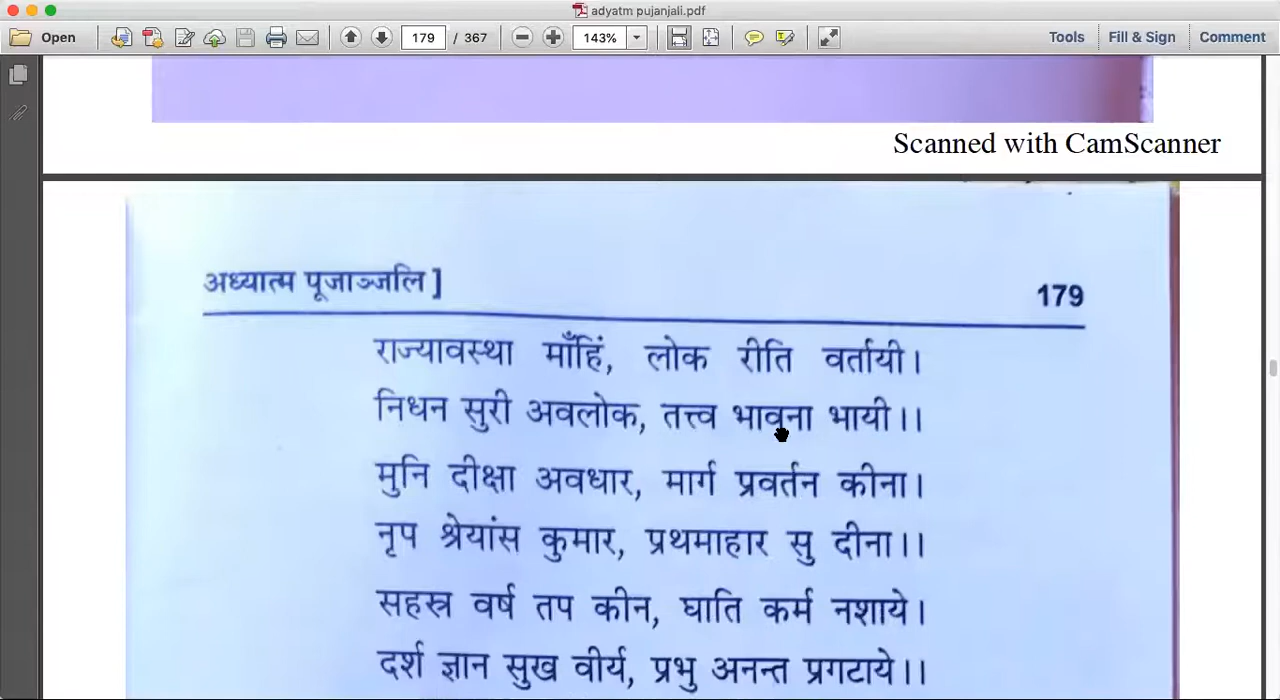 adyatm pujanjali.pdf
Open 179 / 367 143% Tools Fill & Sign Comment
Scanned with CamScanner
अध्यात्म पूजाञ्जलि ] 179
राज्यावस्था माँहिं, लोक रीति वर्तायी।
निधन सुरी अवलोक, तत्त्व भावना भायी।।
मुनि दीक्षा अवधार, मार्ग प्रवर्तन कीना।
नृप श्रेयांस कुमार, प्रथमाहार सु दीना।।
सहस्त्र वर्ष तप कीन, घाति कर्म नशाये।
दर्श ज्ञान सुख वीर्य, प्रभु अनन्त प्रगटाये।।